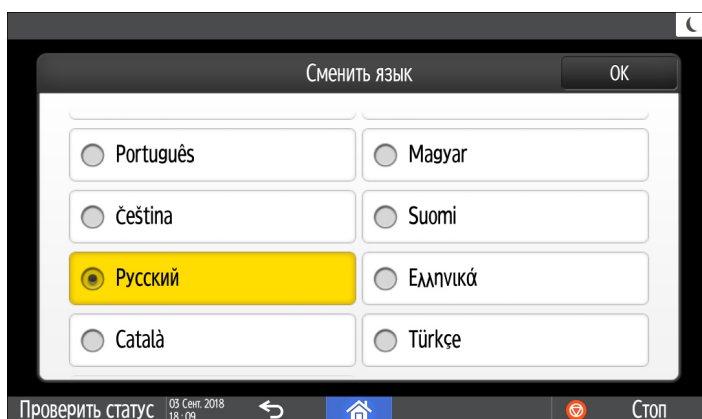 Сменить язык
OK
Português
Magyar
čeština
Suomi
Русский
Ελληνικά
Català
Türkçe
Проверить статус
03 Сент. 2018
18:09
Стоп